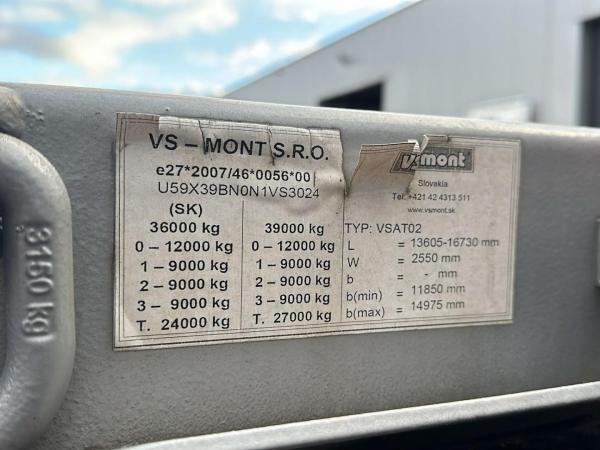 VS – MONT S.R.O.
e27*2007/46*0056*00
U59X39BN0N1VS3024
(SK)
36000 kg
0 – 12000 kg
1 – 9000 kg
2 – 9000 kg
3 – 9000 kg
T. 24000 kg
39000 kg
0 – 12000 kg
1 – 9000 kg
2 – 9000 kg
3 – 9000 kg
T. 27000 kg
vsmont
Slovakia
Tel: +421 42 4313 511
www.vsmont.sk
TYP: VSAT02
L = 13605-16730 mm
W = 2550 mm
b = - mm
b(min) = 11850 mm
b(max) = 14975 mm
3150 kg